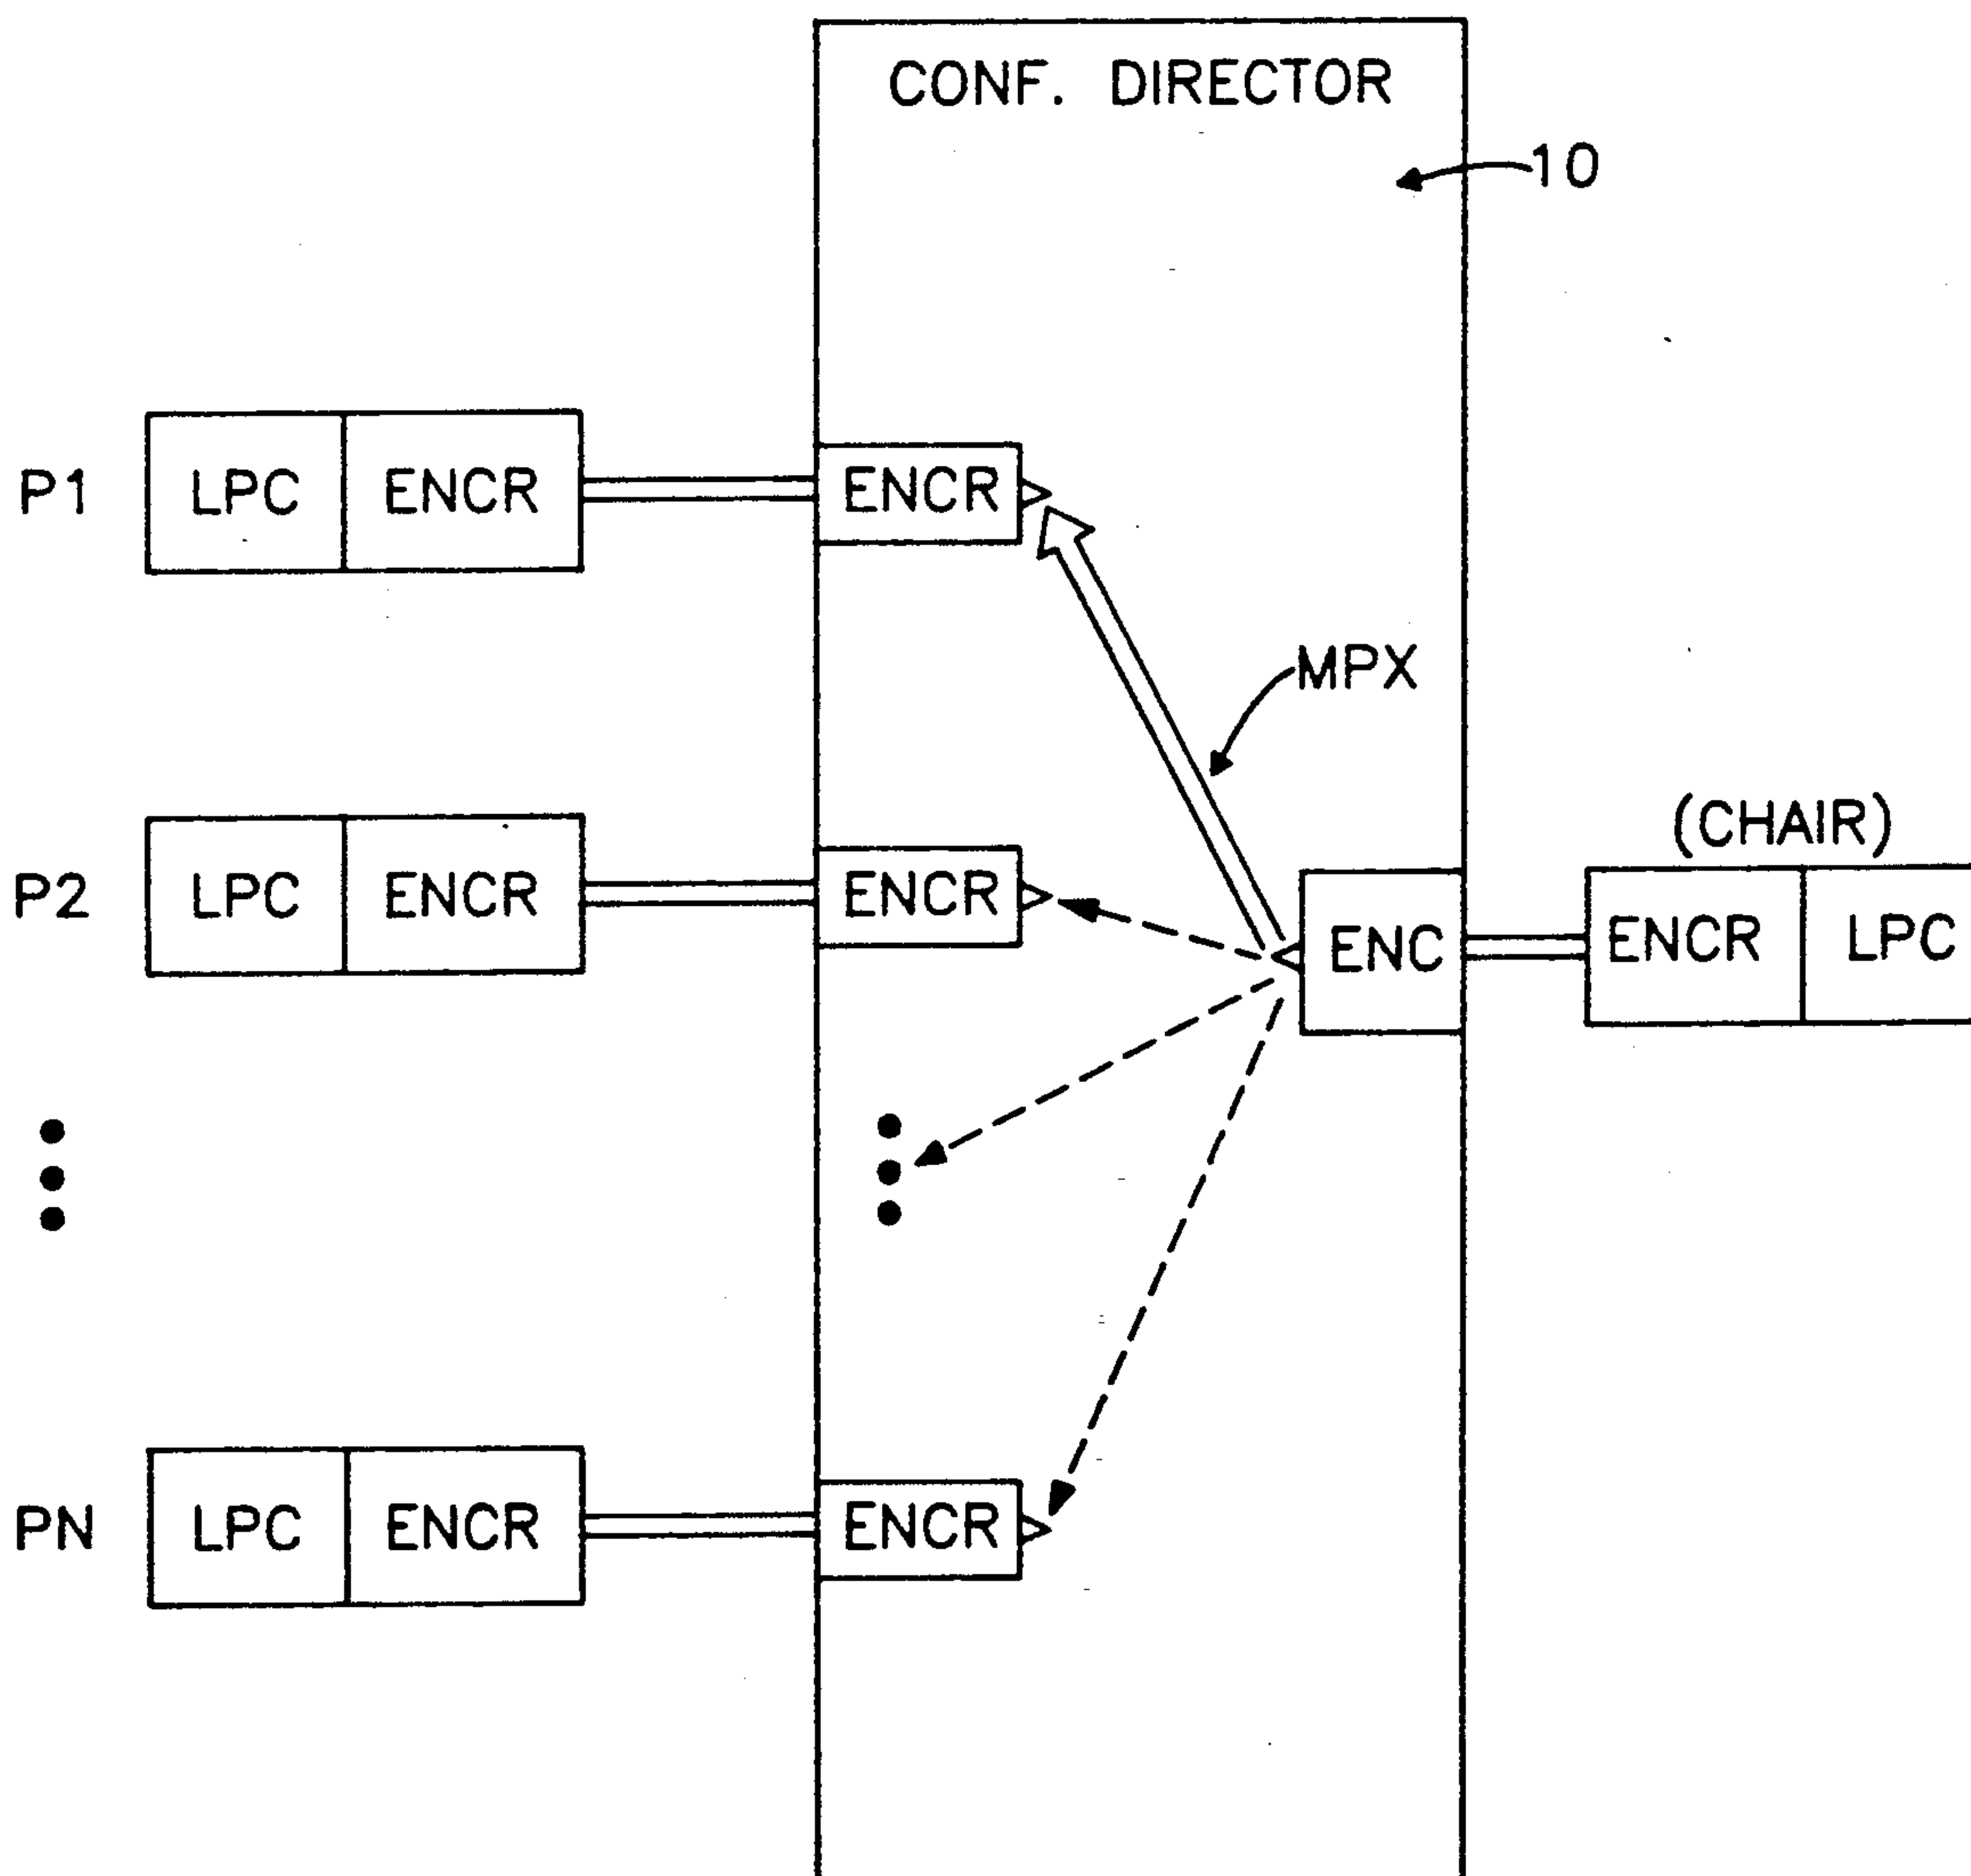 CONF. DIRECTOR
10
P1 LPC ENCR ENCR
MPX
(CHAIR)
P2 LPC ENCR ENCR
ENC ENCR LPC
PN LPC ENCR ENCR